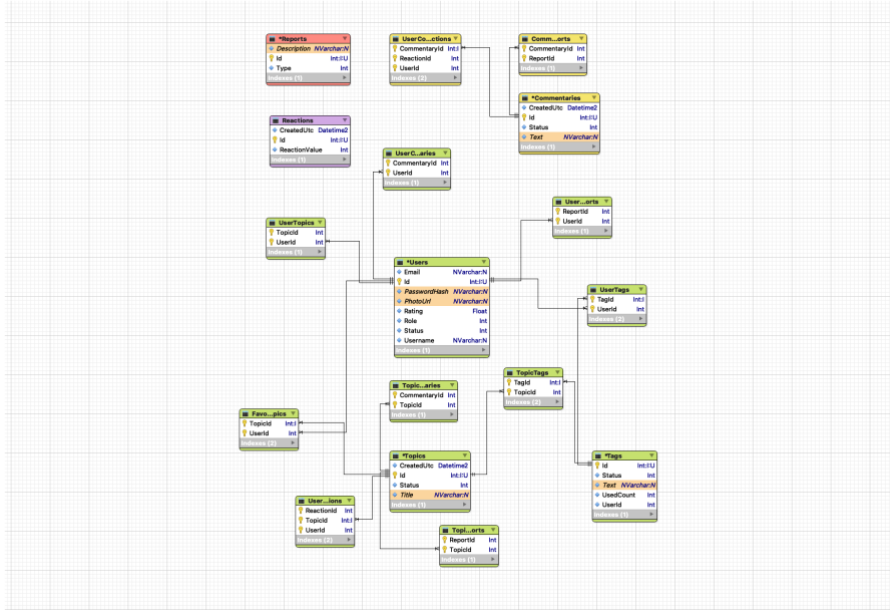 *Reports
Description NVarchar:N
Id Int:IU
Type Int
Indexes (1)
UserCo...ctions
CommentaryId Int:I
ReactionId Int
UserId Int
Indexes (2)
Comm...orts
CommentaryId Int
ReportId Int
Indexes (1)
*Commentaries
CreatedUtc Datetime2
Id Int:IU
Status Int
Text NVarchar:N
Indexes (1)
Reactions
CreatedUtc Datetime2
Id Int:IU
ReactionValue Int
Indexes (1)
UserC...aries
CommentaryId Int
UserId Int
Indexes (1)
User...orts
ReportId Int
UserId Int
Indexes (1)
UserTopics
TopicId Int
UserId Int
Indexes (1)
*Users
Email NVarchar:N
Id Int:IU
PasswordHash NVarchar:N
PhotoUrl NVarchar:N
Rating Float
Role Int
Status Int
Username NVarchar:N
Indexes (1)
UserTags
TagId Int:I
UserId Int
Indexes (2)
TopicTags
TagId Int:I
TopicId Int
Indexes (2)
Topic...aries
CommentaryId Int
TopicId Int
Indexes (1)
Favo...pics
TopicId Int:I
UserId Int
Indexes (2)
*Topics
CreatedUtc Datetime2
Id Int:IU
Status Int
Title NVarchar:N
Indexes (1)
*Tags
Id Int:IU
Status Int
Text NVarchar:N
UsedCount Int
UserId Int
Indexes (1)
User...ions
ReactionId Int
TopicId Int:I
UserId Int
Indexes (2)
Topi...orts
ReportId Int
TopicId Int
Indexes (1)